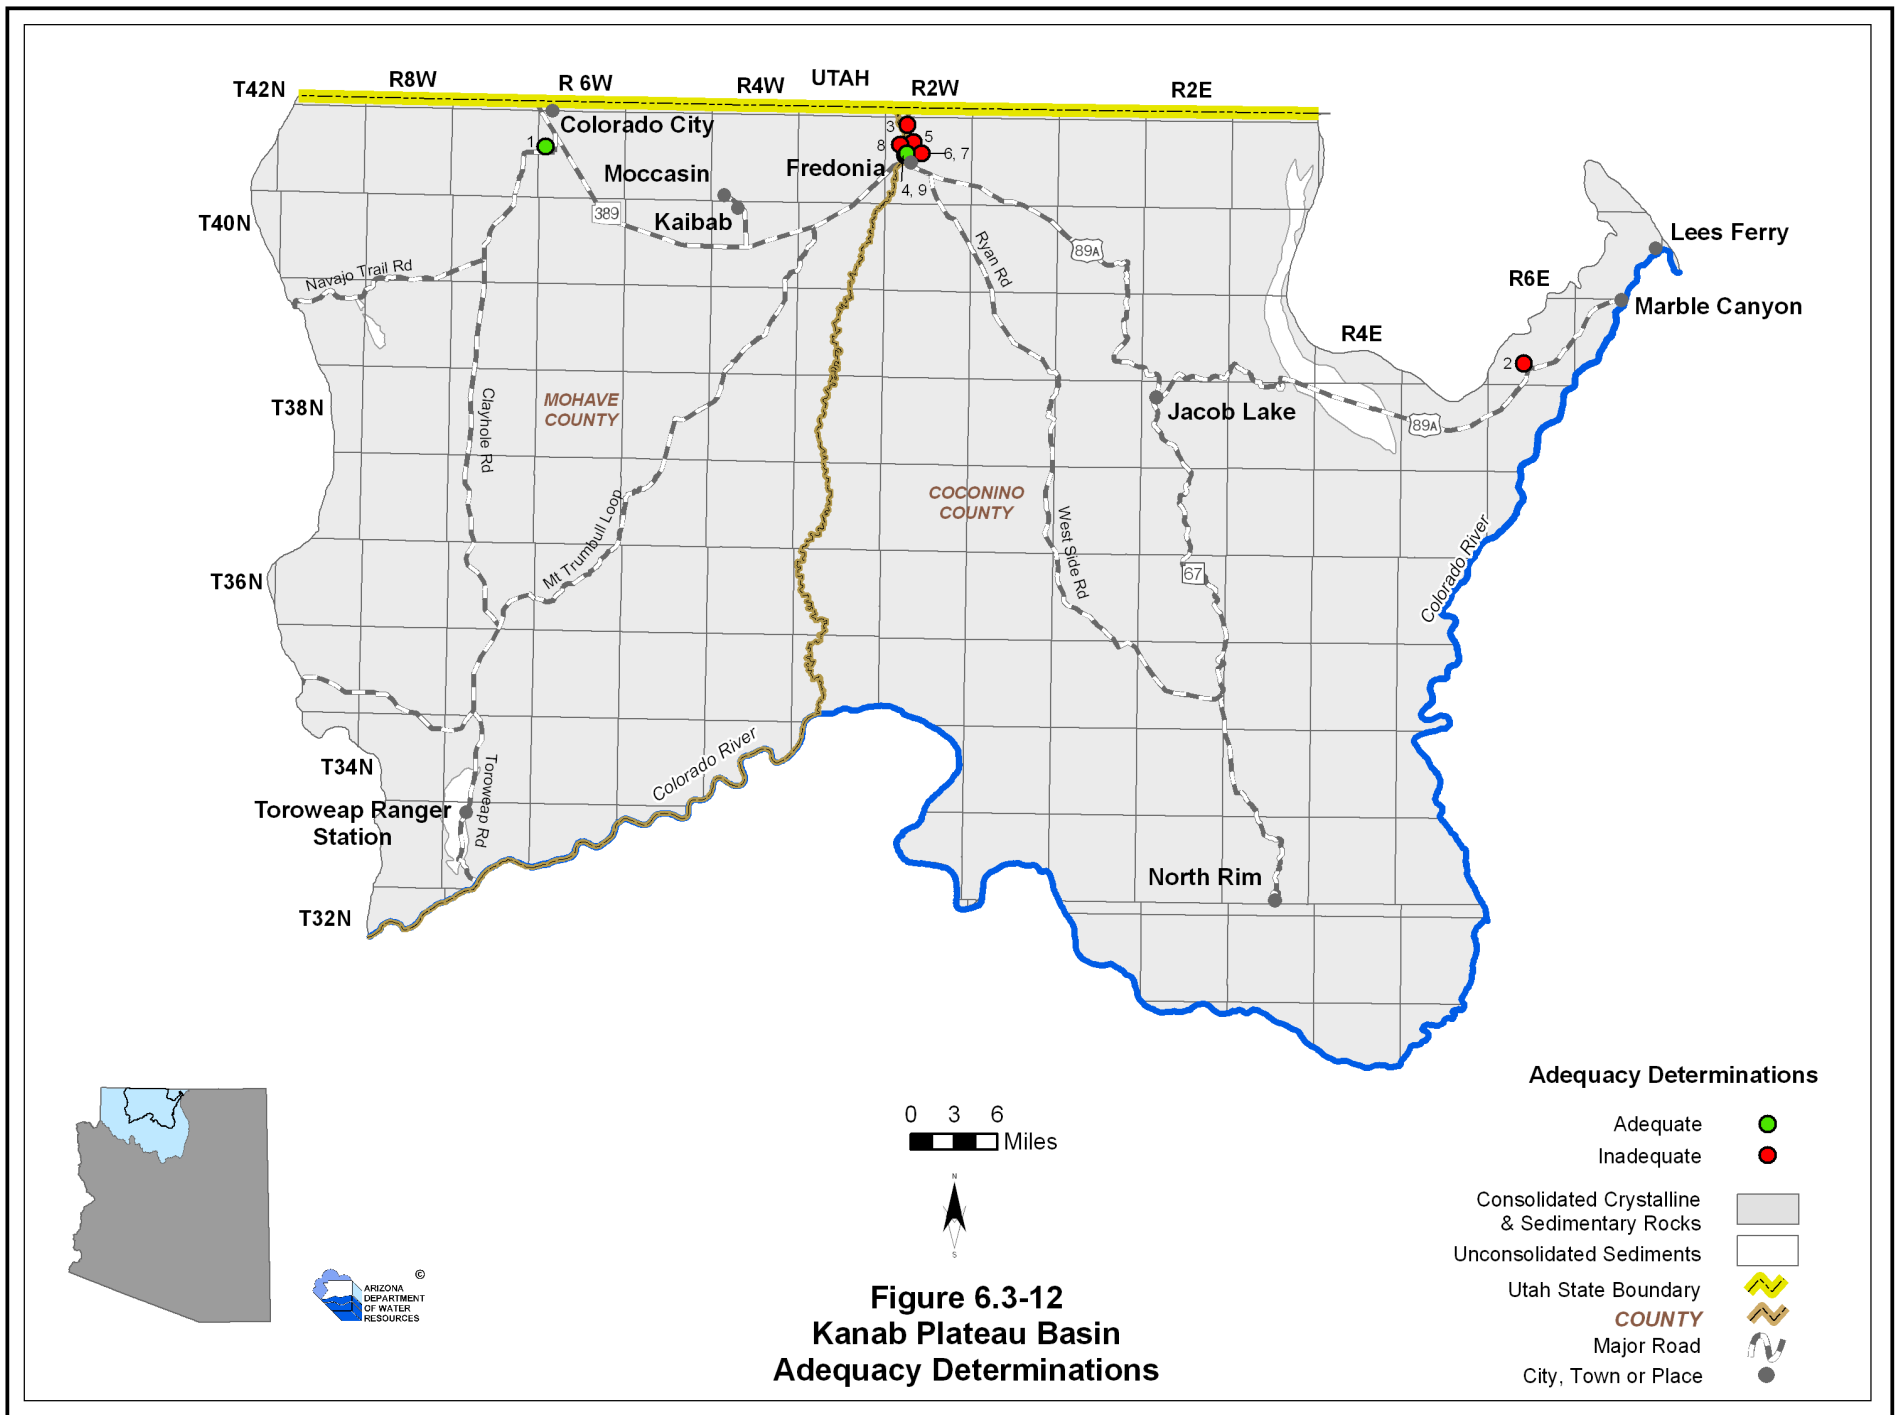 UTAH
R8W
R 6W
R4W
R2W
R2E
T42N
Colorado City
1
3
5
8
6, 7
4, 9
Fredonia
Moccasin
Kaibab
389
T40N
Navajo Trail Rd
Ryan Rd
89A
Lees Ferry
R6E
Marble Canyon
R4E
2
Jacob Lake
89A
T38N
MOHAVE
COUNTY
Clayhole Rd
COCONINO
COUNTY
Mt Trumbull Loop
West Side Rd
67
Colorado River
T36N
Colorado River
T34N
Toroweap Ranger
Station
Toroweap Rd
North Rim
T32N
0 3 6
Miles
N
S
ARIZONA
DEPARTMENT
OF WATER
RESOURCES
©
Figure 6.3-12
Kanab Plateau Basin
Adequacy Determinations
Adequacy Determinations
Adequate
Inadequate
Consolidated Crystalline
& Sedimentary Rocks
Unconsolidated Sediments
Utah State Boundary
COUNTY
Major Road
City, Town or Place